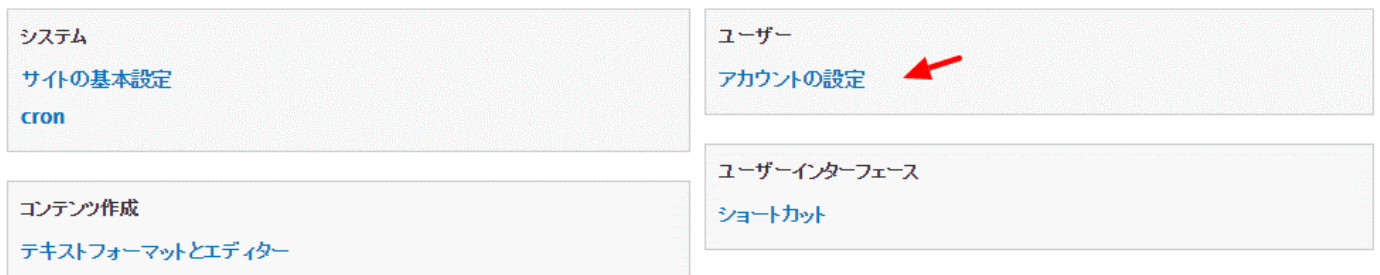 システム
サイトの基本設定
cron
コンテンツ作成
テキストフォーマットとエディター
ユーザー
アカウントの設定
ユーザーインターフェース
ショートカット